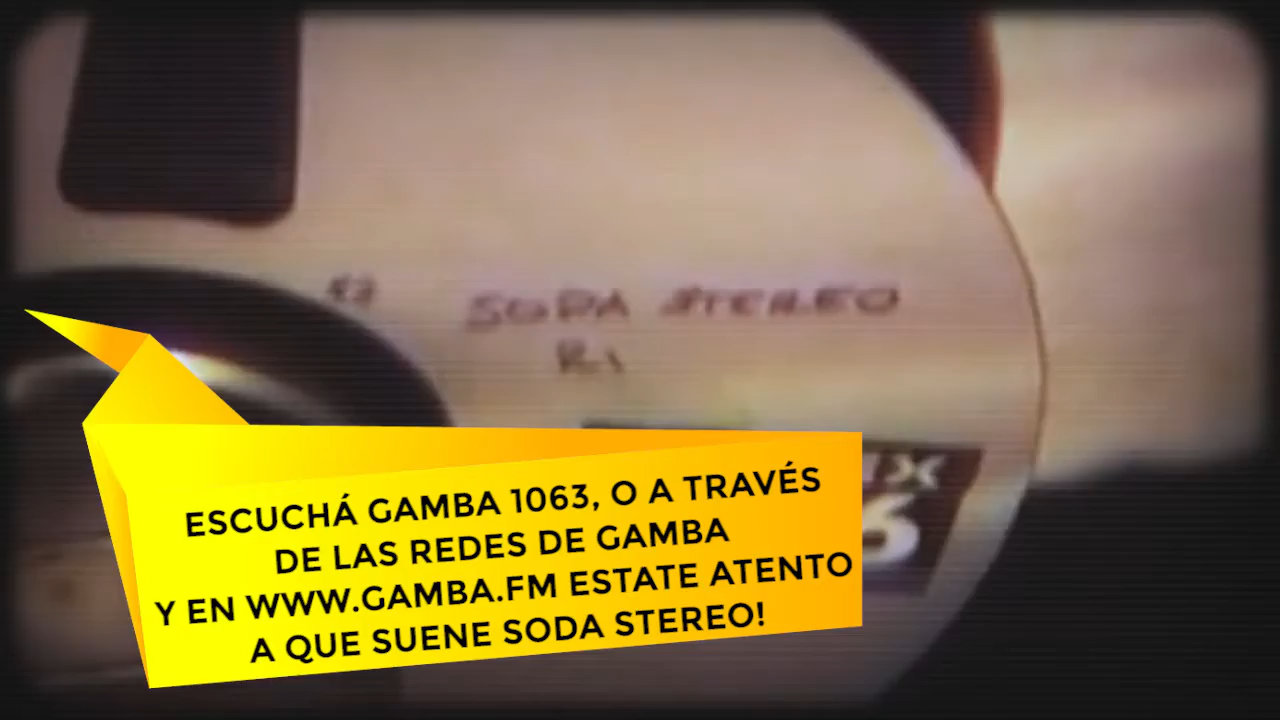 SODA STEREO
ESCUCHÁ GAMBA 1063, O A TRAVÉS
DE LAS REDES DE GAMBA
Y EN WWW.GAMBA.FM ESTATE ATENTO
A QUE SUENE SODA STEREO!